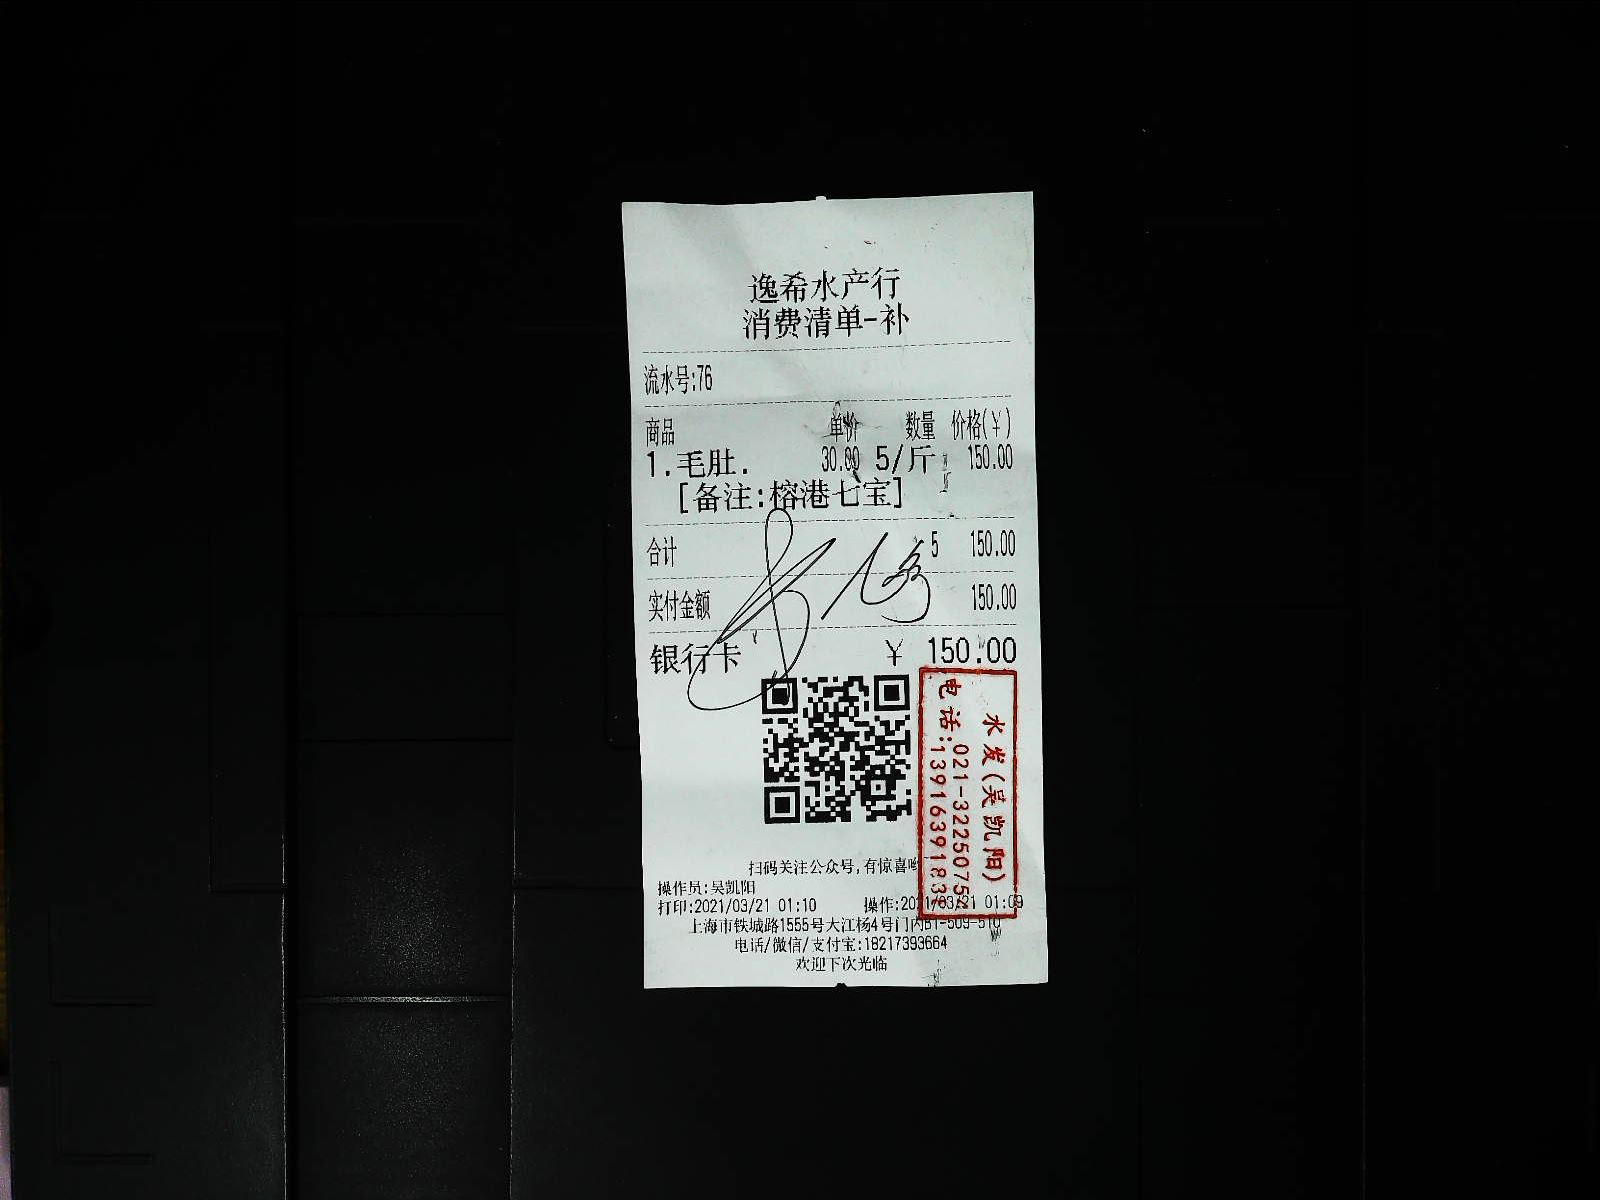 逸希水产行
消费清单-补
流水号:76
商品 单价 数量 价格(￥)
1.毛肚. 30.00 5/斤 150.00
[备注:榕港七宝]
合计 5 150.00
实付金额 150.00
银行卡 ￥ 150.00
水发(吴凯阳)
电话:021-32250752
13916391839
扫码关注公众号,有惊喜哟
操作员:吴凯阳
打印:2021/03/21 01:10 操作:2021/03/21 01:09
上海市铁城路1555号大江杨4号门内B1-509-510
电话/微信/支付宝:18217393664
欢迎下次光临